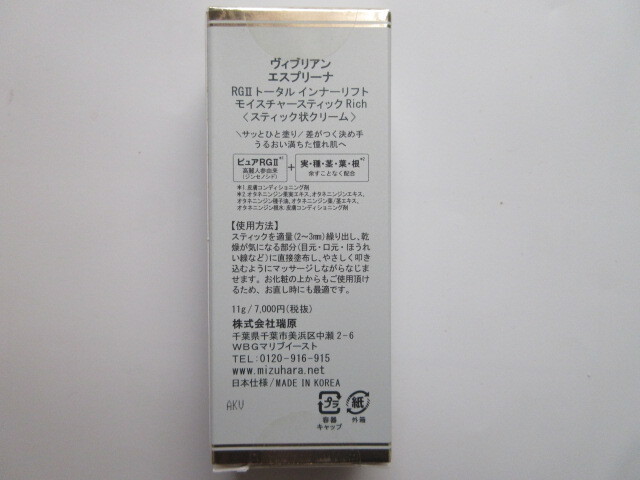 ヴィブリアン
エスプリーナ
RGⅡトータル インナーリフト
モイスチャースティック Rich
〈スティック状クリーム〉
\サッとひと塗り/ 差がつく決め手
うるおい満ちた憧れ肌へ
ピュアRGⅡ*1
高麗人参由来
(ジンセノシド)
+
実・種・茎・葉・根*2
余すことなく配合
*1.皮膚コンディショニング剤
*2.オタネニンジン果実エキス、オタネニンジンエキス、
オタネニンジン種子油、オタネニンジン葉/茎エキス、
オタネニンジン根水:皮膚コンディショニング剤
【使用方法】
スティックを適量(2~3mm)繰り出し、乾
燥が気になる部分(目元・口元・ほうれ
い線など)に直接塗布し、やさしく叩き
込むようにマッサージしながらなじま
せます。お化粧の上からもご使用頂け
るため、お直し時にも最適です。
11g/7,000円(税抜)
株式会社瑞原
千葉県千葉市美浜区中瀬2-6
WBGマリブイースト
TEL:0120-916-915
www.mizuhara.net
日本仕様/MADE IN KOREA
AKV
プラ
容器
キャップ
紙
外箱